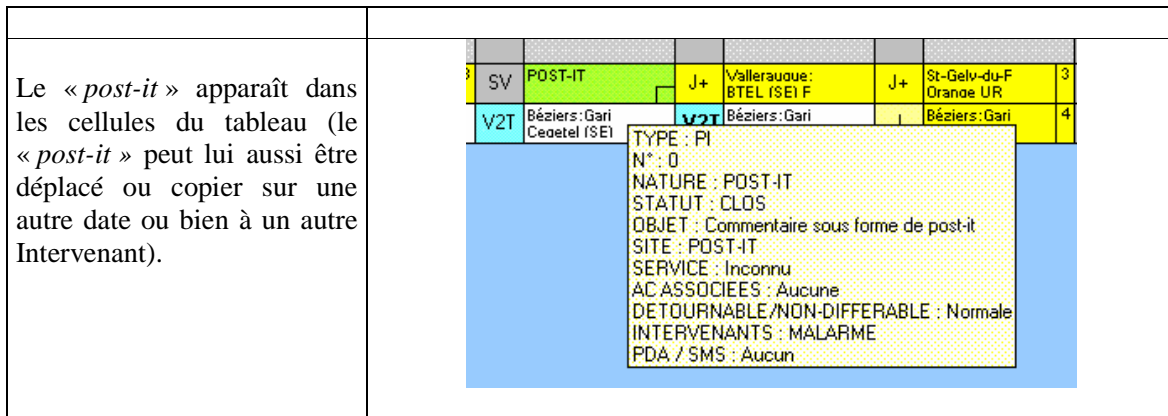 Le « post-it » apparaît dans
les cellules du tableau (le
« post-it » peut lui aussi être
déplacé ou copier sur une
autre date ou bien à un autre
Intervenant).
SV POST-IT J+ Valleraugue: J+ St-Gely-du-F 3
BTEL (SE) F Orange UR
V2T Béziers:Gari V2T Béziers:Gari Béziers:Gari 4
Cegetel (SE)
TYPE : PI
N° : 0
NATURE : POST-IT
STATUT : CLOS
OBJET : Commentaire sous forme de post-it
SITE : POST-IT
SERVICE : Inconnu
AC ASSOCIEES : Aucune
DETOURNABLE/NON-DIFFERABLE : Normale
INTERVENANTS : MALARME
PDA / SMS : Aucun